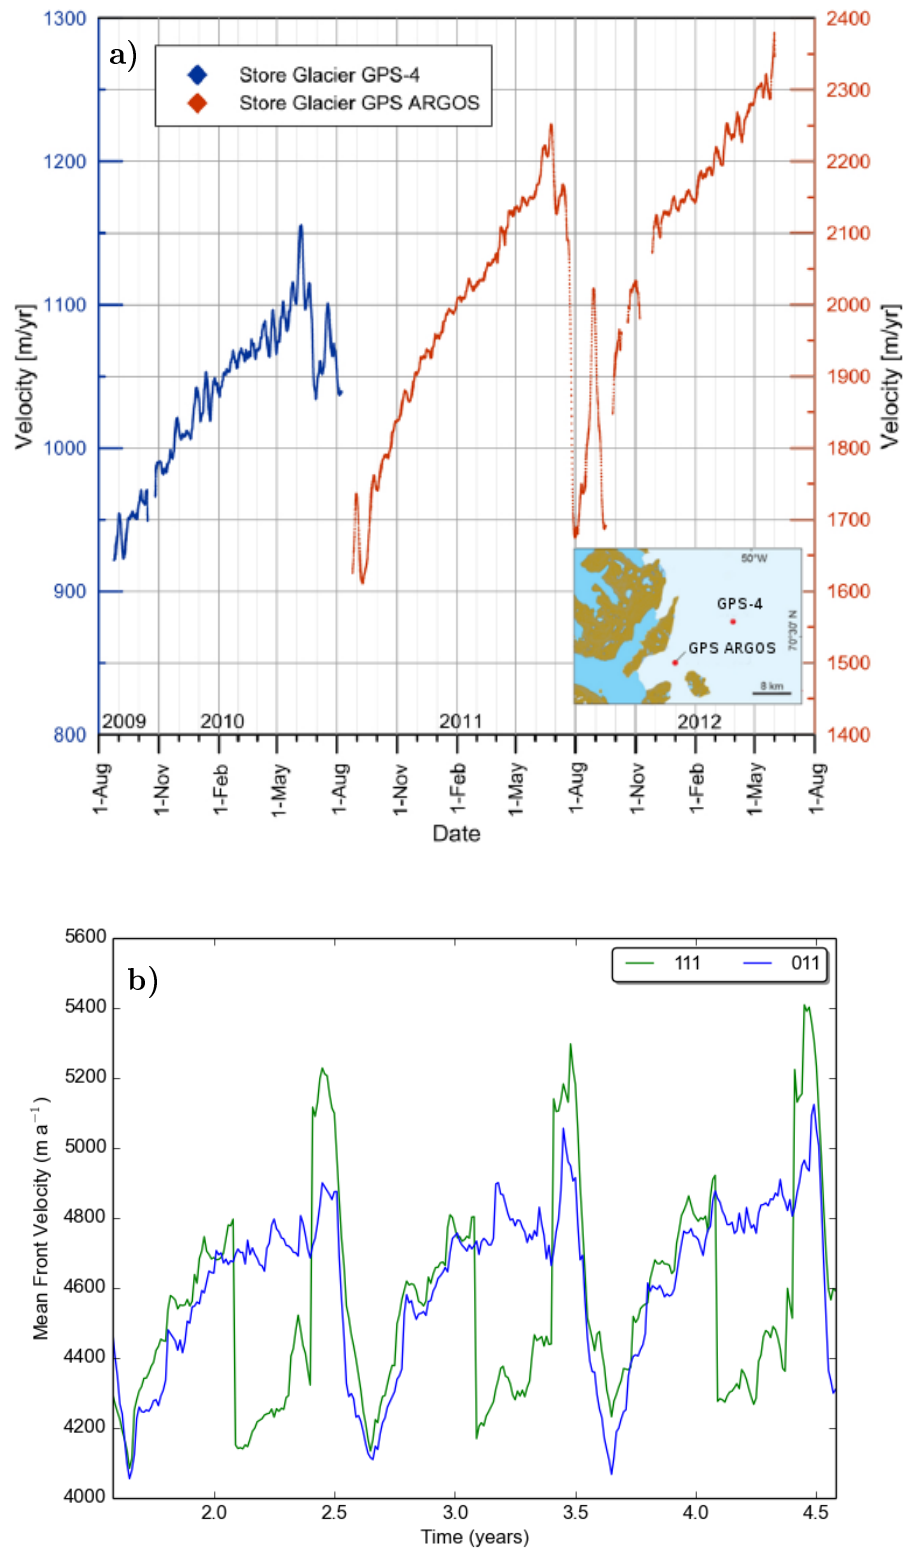 a)
Store Glacier GPS-4
Store Glacier GPS ARGOS
1300
1200
1100
1000
900
800
Velocity [m/yr]
2400
2300
2200
2100
2000
1900
1800
1700
1600
1500
1400
Velocity [m/yr]
50°W
GPS-4
70°30' N
GPS ARGOS
8 km
2009 2010 2011 2012
1-Aug 1-Nov 1-Feb 1-May 1-Aug 1-Nov 1-Feb 1-May 1-Aug 1-Nov 1-Feb 1-May 1-Aug
Date
b)
111 011
5600
5400
5200
5000
4800
4600
4400
4200
4000
Mean Front Velocity (m a⁻¹)
2.0 2.5 3.0 3.5 4.0 4.5
Time (years)